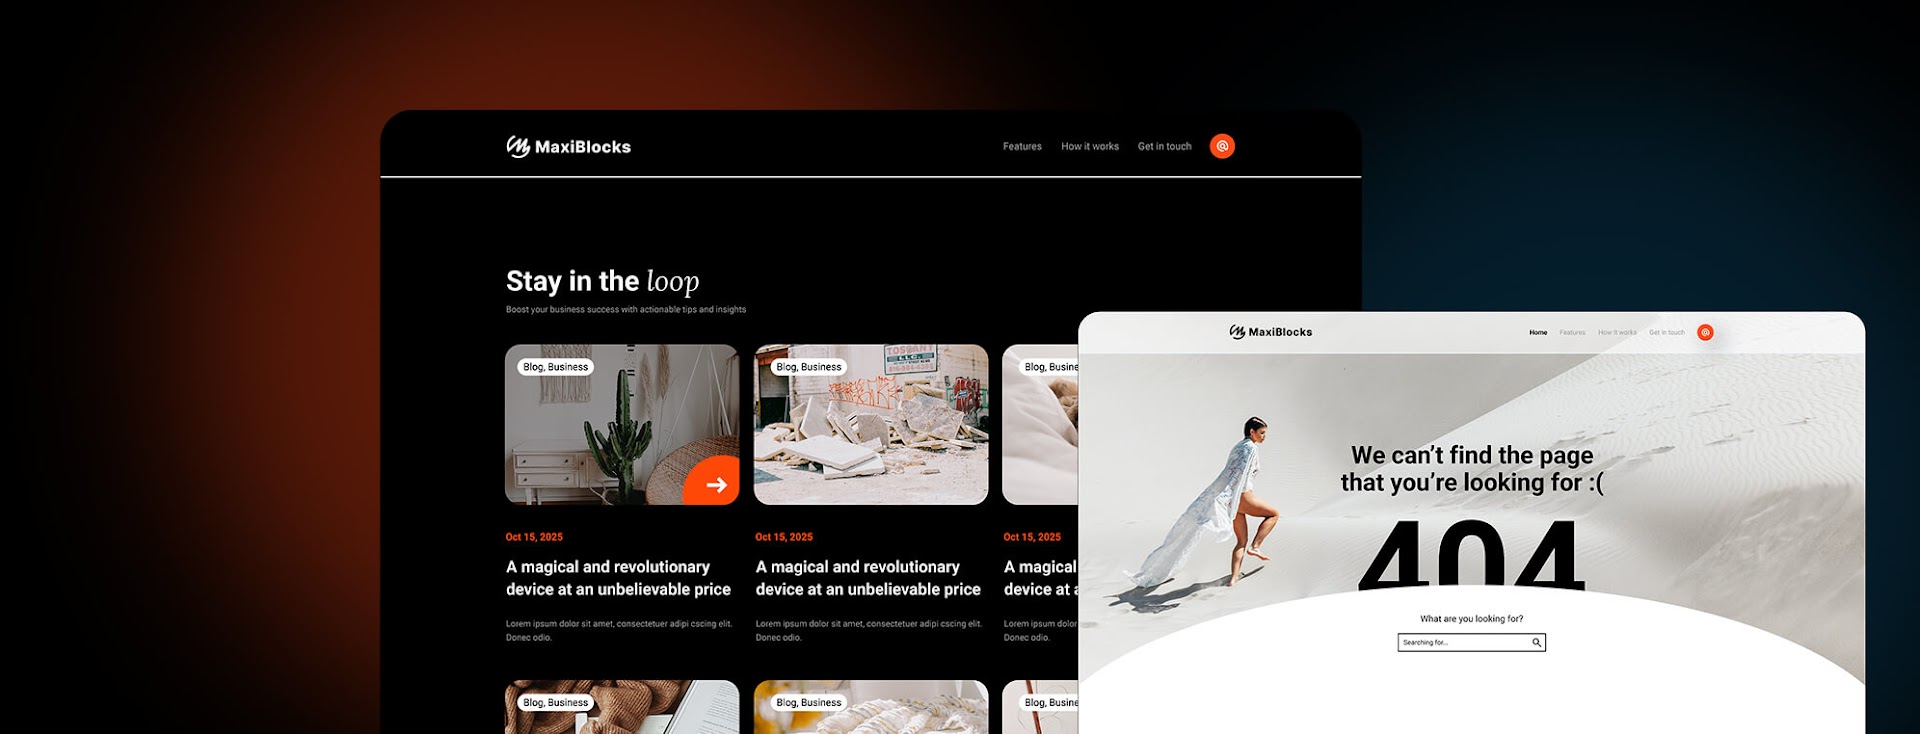 MaxiBlocks
Features
How it works
Get in touch
Stay in the loop
Boost your business success with actionable tips and insights
Blog, Business
Blog, Business
TOSCANY
LLC.
Blog, Busine
Oct 15, 2025
Oct 15, 2025
Oct 15, 2025
A magical and revolutionary
device at an unbelievable price
A magical and revolutionary
device at an unbelievable price
A magical
device at a
Lorem ipsum dolor sit amet, consectetuer adipi cscing elit.
Donec odio.
Lorem ipsum dolor sit amet, consectetuer adipi cscing elit.
Donec odio.
Lorem ipsum dolor
Donec odio.
Blog, Business
Blog, Business
Blog, Busine
MaxiBlocks
Home
Features
How it works
Get in touch
We can't find the page
that you're looking for :(
404
What are you looking for?
Searching for...